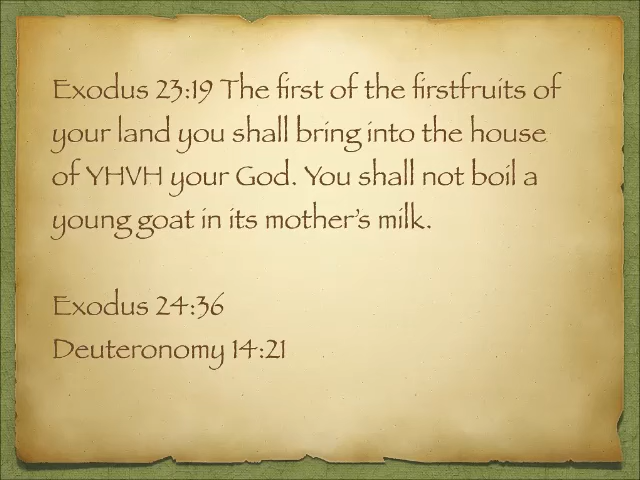 Exodus 23:19 The first of the firstfruits of
your land you shall bring into the house
of YHVH your God. You shall not boil a
young goat in its mother's milk.
Exodus 24:36
Deuteronomy 14:21